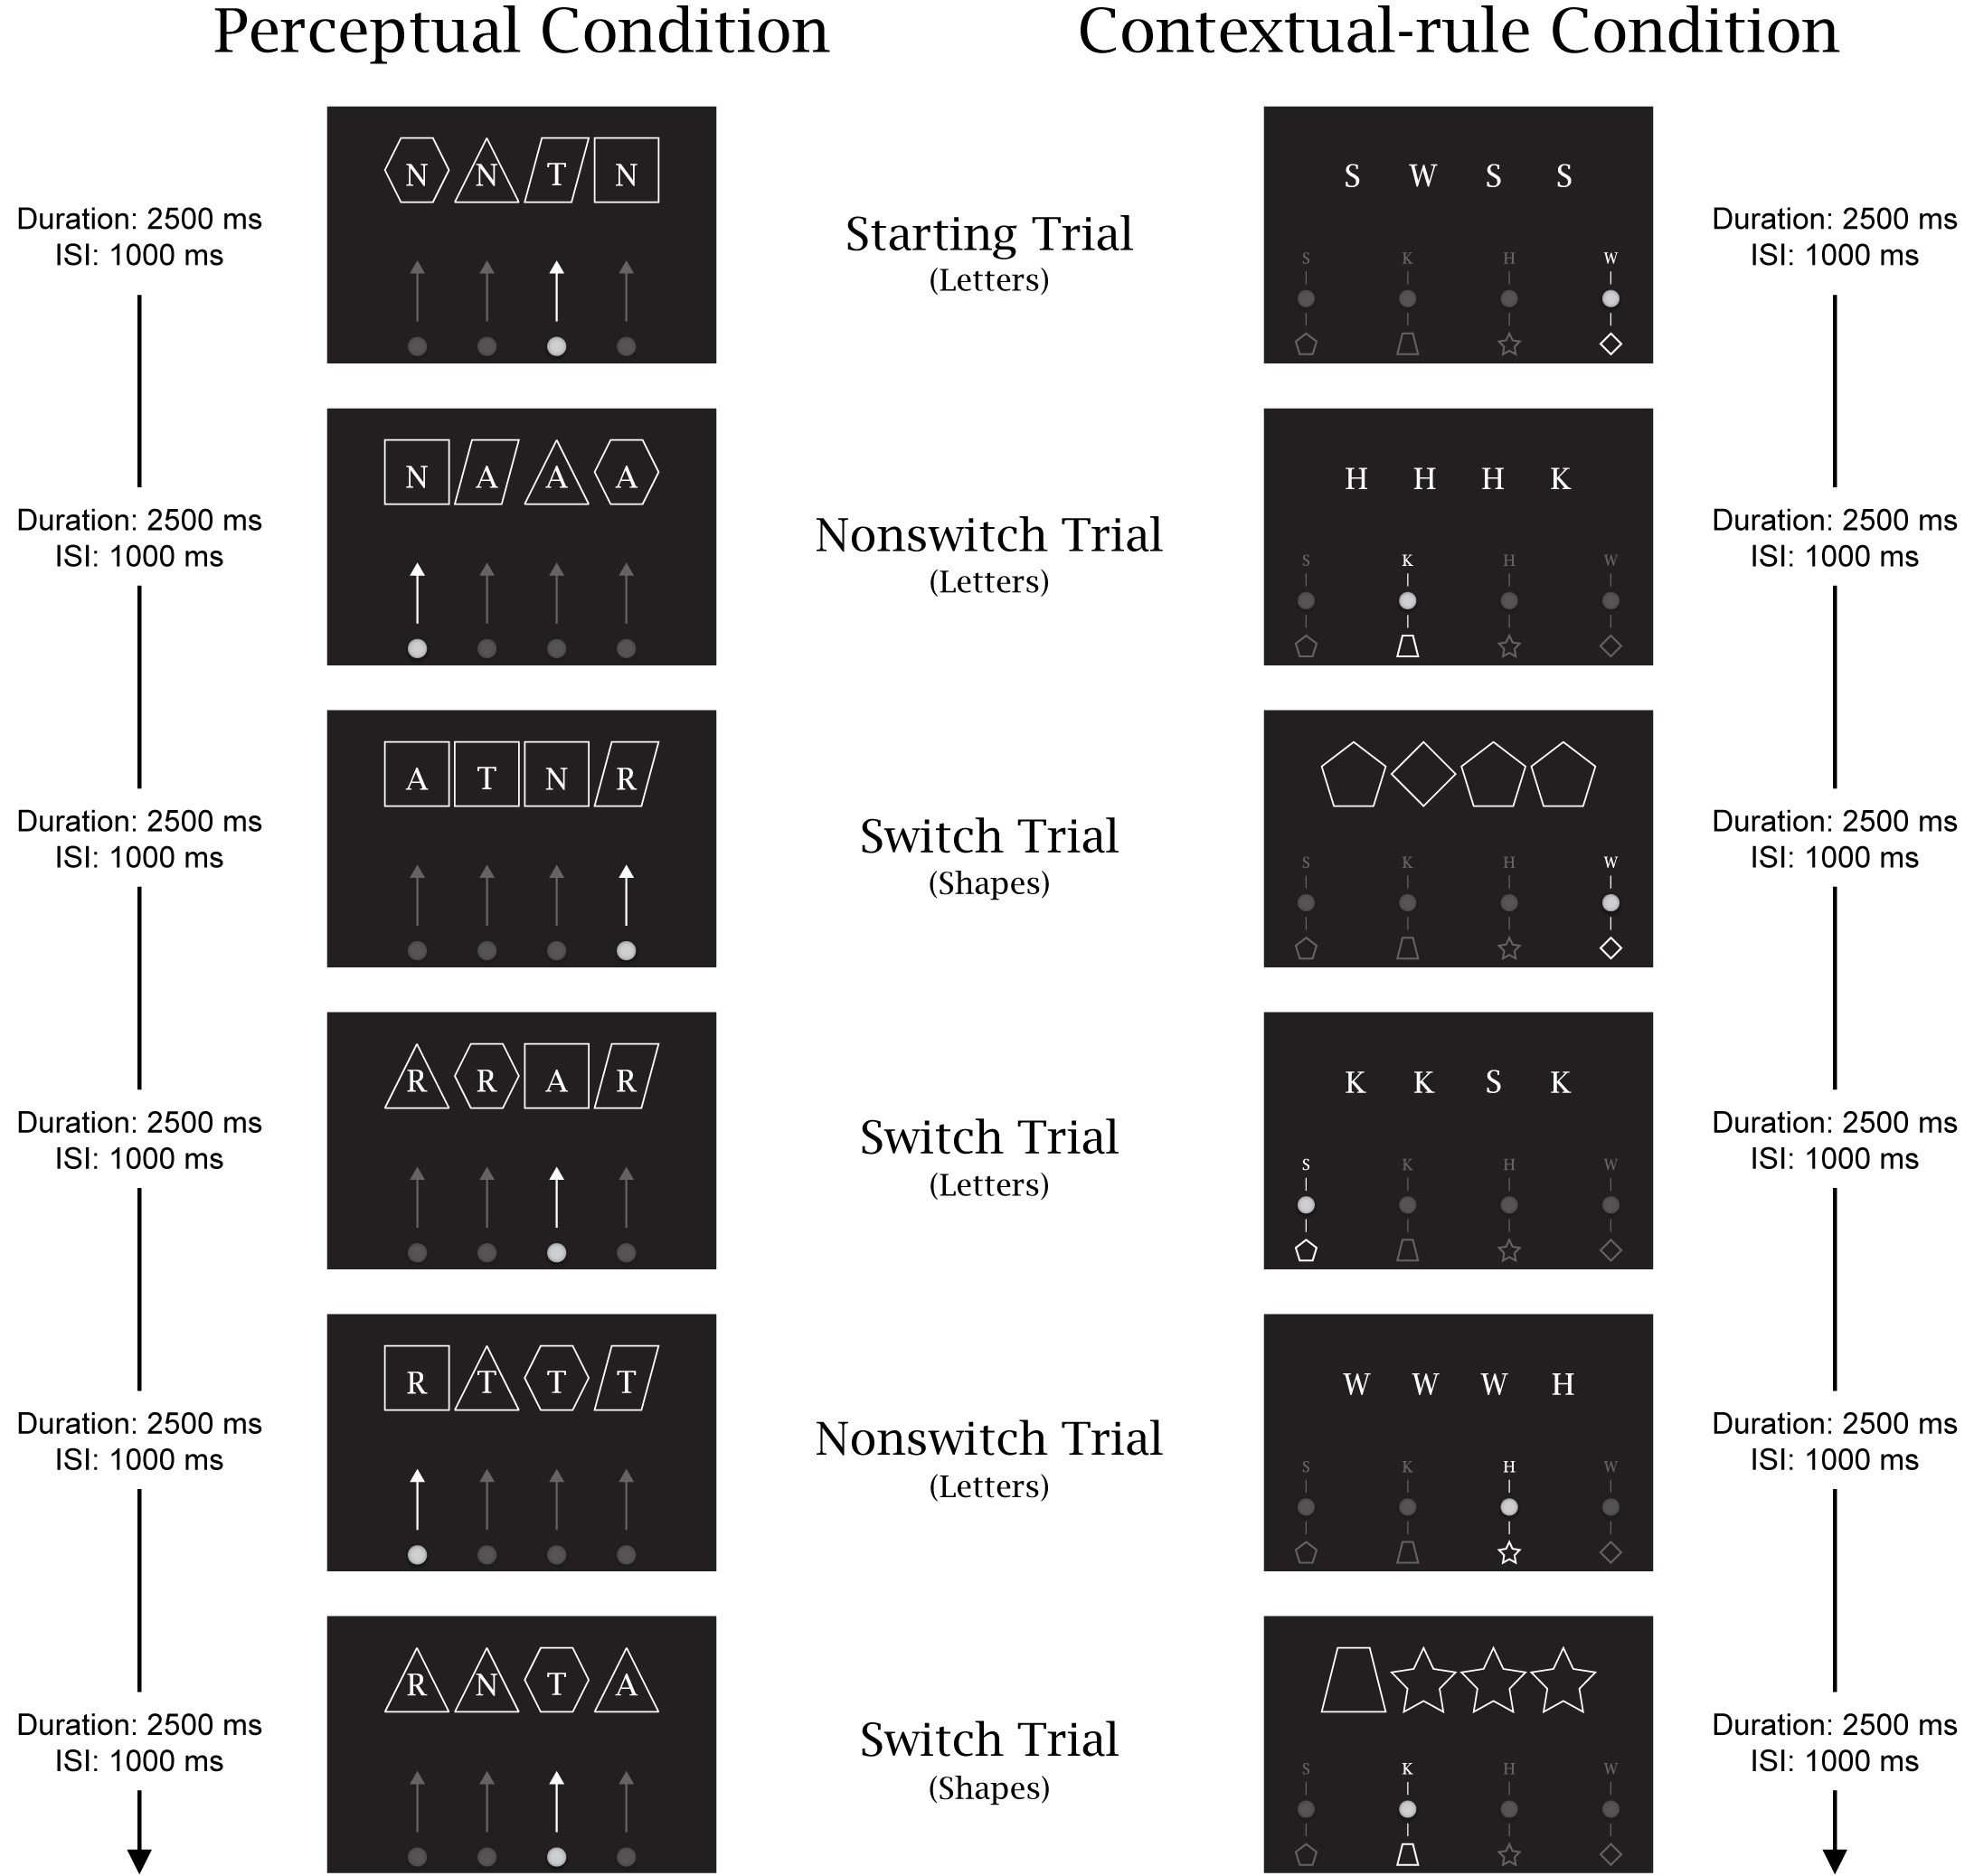 Perceptual Condition
Contextual-rule Condition
Duration: 2500 ms
ISI: 1000 ms
N N T N
Starting Trial
(Letters)
S W S S
S K H W
Duration: 2500 ms
ISI: 1000 ms
Duration: 2500 ms
ISI: 1000 ms
N A A A
Nonswitch Trial
(Letters)
H H H K
S K H W
Duration: 2500 ms
ISI: 1000 ms
Duration: 2500 ms
ISI: 1000 ms
A T N R
Switch Trial
(Shapes)
S K H W
Duration: 2500 ms
ISI: 1000 ms
Duration: 2500 ms
ISI: 1000 ms
R R A R
Switch Trial
(Letters)
K K S K
S K H W
Duration: 2500 ms
ISI: 1000 ms
Duration: 2500 ms
ISI: 1000 ms
R T T T
Nonswitch Trial
(Letters)
W W W H
S K H W
Duration: 2500 ms
ISI: 1000 ms
Duration: 2500 ms
ISI: 1000 ms
R N T A
Switch Trial
(Shapes)
S K H W
Duration: 2500 ms
ISI: 1000 ms